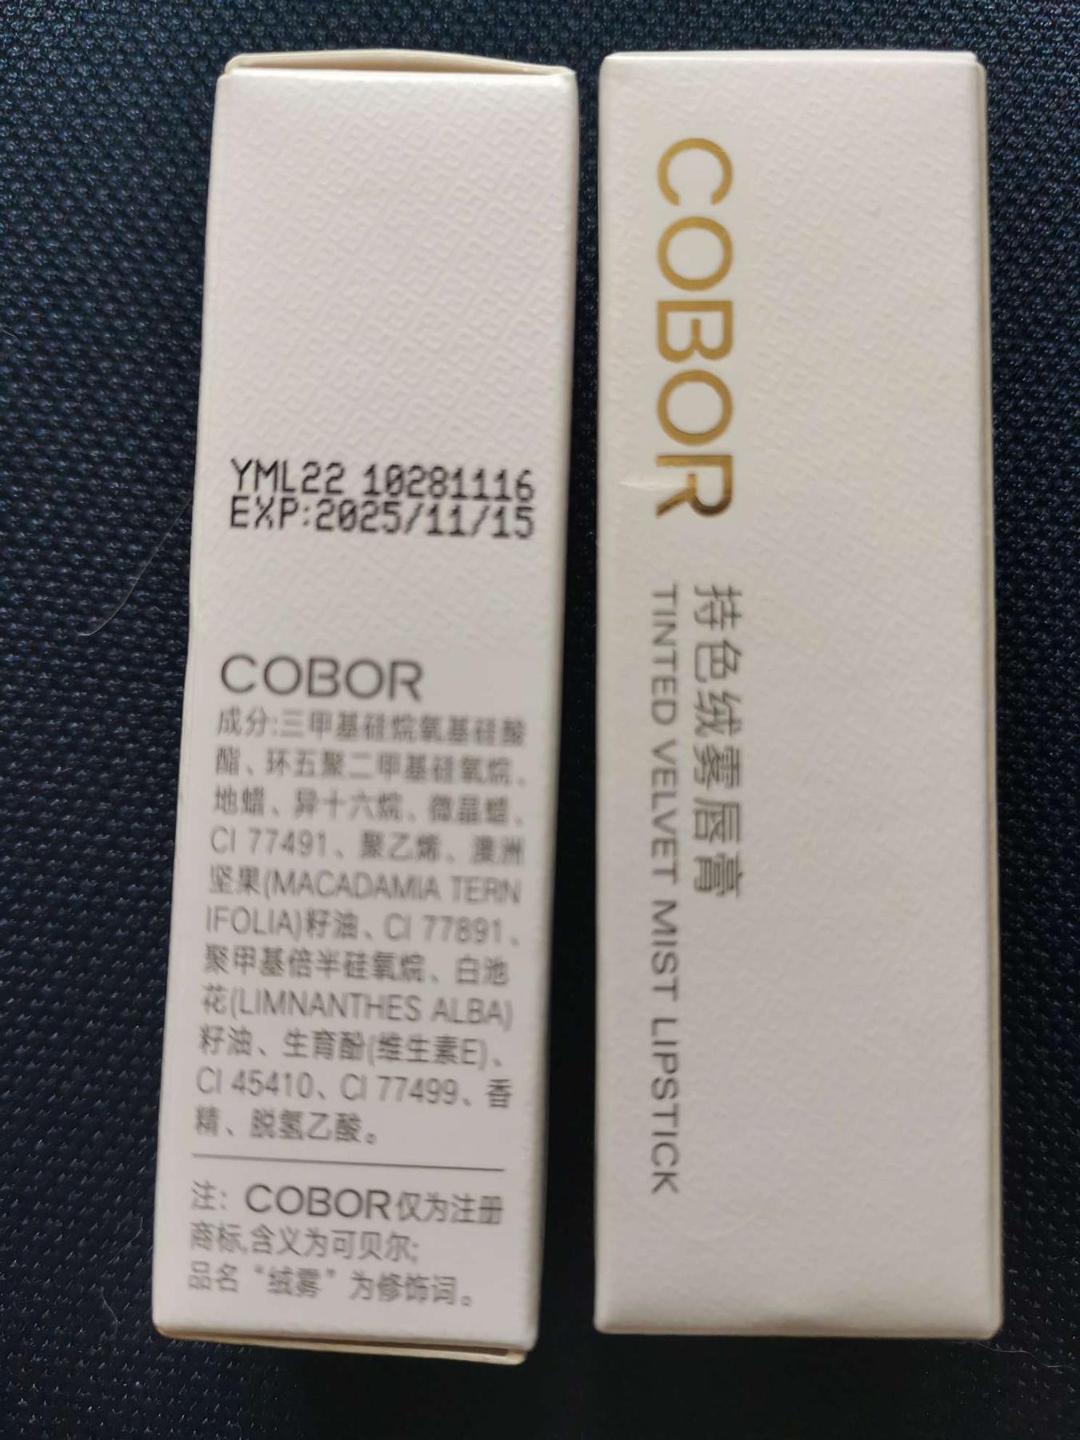 YML22 10281116
EXP:2025/11/15
COBOR
成分:三甲基硅烷氧基硅酸
酯、环五聚二甲基硅氧烷、
地蜡、异十六烷、微晶蜡、
CI 77491、聚乙烯、澳洲
坚果(MACADAMIA TERN
IFOLIA)籽油、CI 77891、
聚甲基倍半硅氧烷、白池
花(LIMNANTHES ALBA)
籽油、生育酚(维生素E)、
CI 45410、CI 77499、香
精、脱氢乙酸。
注：COBOR仅为注册
商标,含义为可贝尔;
品名“绒雾”为修饰词。
COBOR
持色绒雾唇膏
TINTED VELVET MIST LIPSTICK